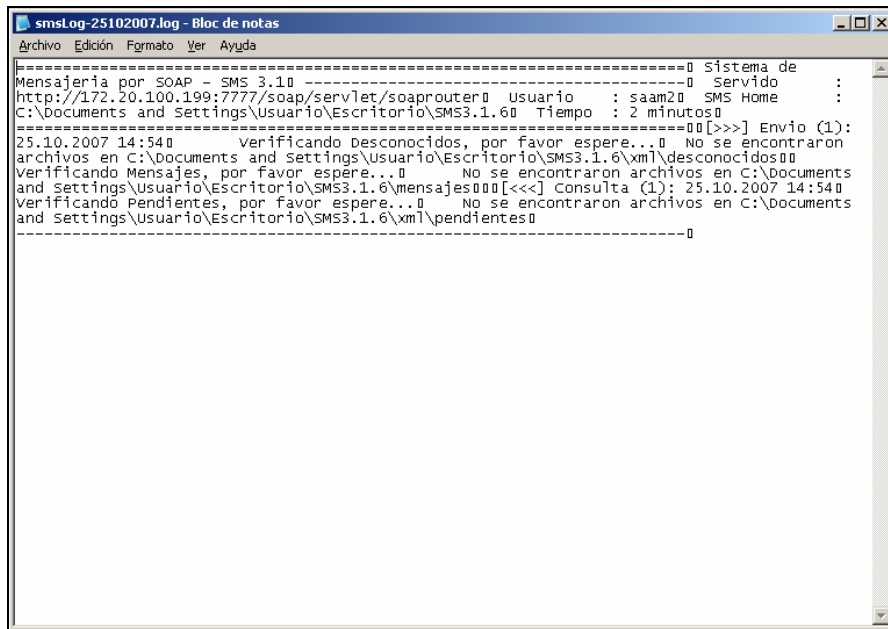 smsLog-25102007.log - Bloc de notas
Archivo Edición Formato Ver Ayuda
=======================================================================▯ Sistema de
Mensajeria por SOAP - SMS 3.1▯ ----------------------------------------▯   Servido       :
http://172.20.100.199:7777/soap/servlet/soaprouter▯  Usuario    : saam2▯  SMS Home       :
C:\Documents and Settings\Usuario\Escritorio\SMS3.1.6▯  Tiempo  : 2 minutos▯
=======================================================================▯▯[>>>] Envio (1):
25.10.2007 14:54▯       Verificando Desconocidos, por favor espere...▯  No se encontraron
archivos en C:\Documents and Settings\Usuario\Escritorio\SMS3.1.6\xml\desconocidos▯▯
Verificando Mensajes, por favor espere...▯     No se encontraron archivos en C:\Documents
and Settings\Usuario\Escritorio\SMS3.1.6\mensajes▯▯▯[<<<] Consulta (1): 25.10.2007 14:54▯
Verificando Pendientes, por favor espere...▯    No se encontraron archivos en C:\Documents
and Settings\Usuario\Escritorio\SMS3.1.6\xml\pendientes▯
-----------------------------------------------------------------------▯